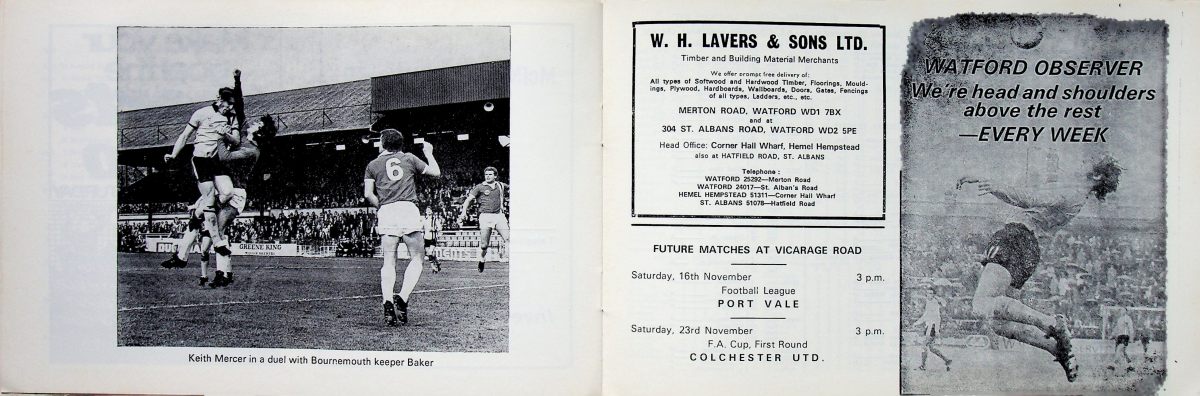 6
GREENE KING
Keith Mercer in a duel with Bournemouth keeper Baker
W. H. LAVERS & SONS LTD.
Timber and Building Material Merchants
We offer prompt free delivery of:
All types of Softwood and Hardwood Timber, Floorings, Mould-
ings, Plywood, Hardboards, Wallboards, Doors, Gates, Fencings
of all types, Ladders, etc., etc.
MERTON ROAD, WATFORD WD1 7BX
and at
304 ST. ALBANS ROAD, WATFORD WD2 5PE
Head Office: Corner Hall Wharf, Hemel Hempstead
also at HATFIELD ROAD, ST. ALBANS
Telephone :
WATFORD 25292—Merton Road
WATFORD 24017—St. Alban's Road
HEMEL HEMPSTEAD 51311—Corner Hall Wharf
ST. ALBANS 51078—Hatfield Road
FUTURE MATCHES AT VICARAGE ROAD
Saturday, 16th November 3 p.m.
Football League
PORT VALE
Saturday, 23rd November 3 p.m.
F.A. Cup, First Round
COLCHESTER UTD.
WATFORD OBSERVER
We're head and shoulders
above the rest
—EVERY WEEK